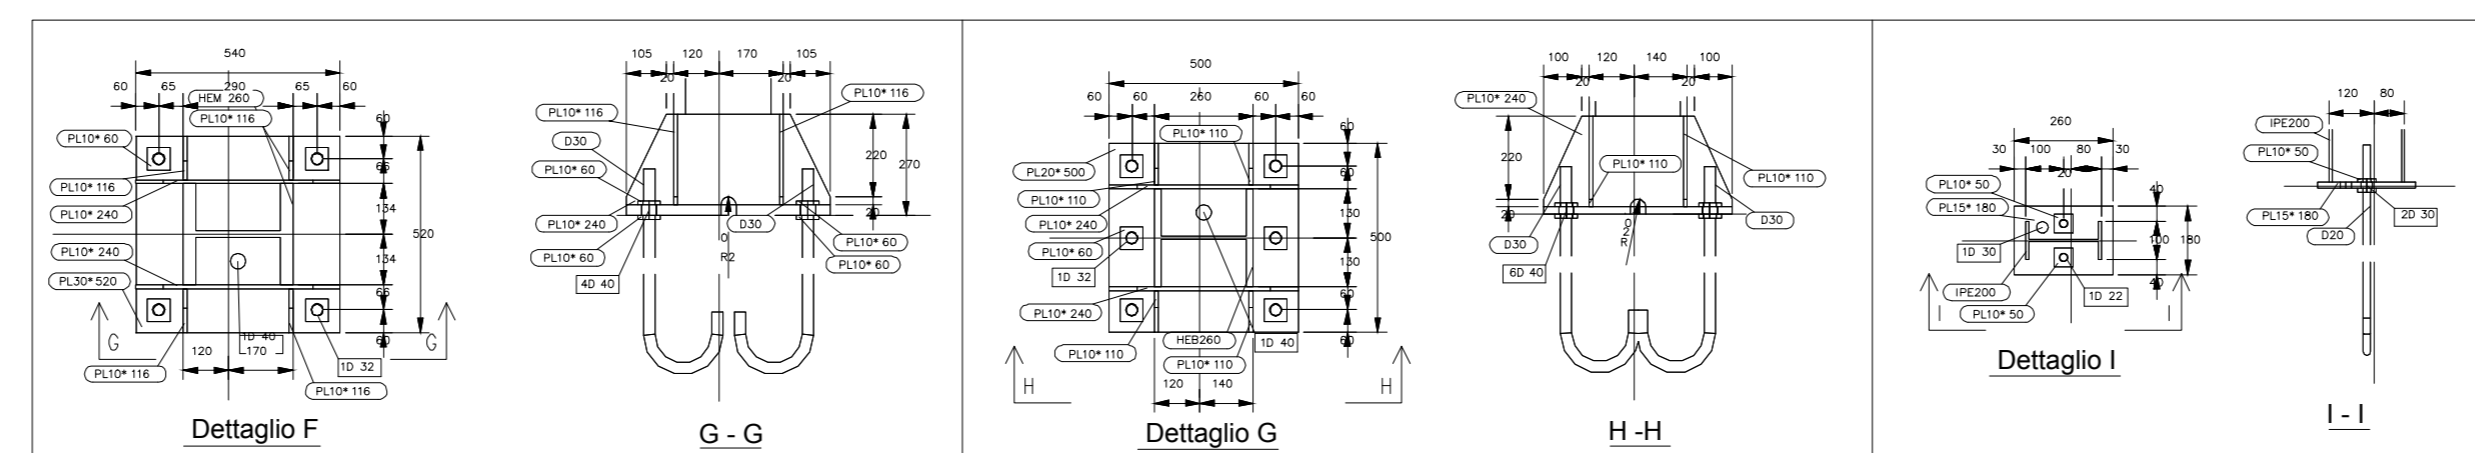 540
60 65 290 65 60
HEM 260
PL10* 116
PL10* 60
PL10* 116
PL10* 240
PL10* 240
PL30* 520
60
66
134
520
134
66
60
G G
1D 40
120 170
1D 32
PL10* 116
PL10* 116
Dettaglio F
105 120 170 105
20 20
PL10* 116
PL10* 116
D30
PL10* 60
220
270
20
PL10* 240
D30
PL10* 60
PL10* 60
PL10* 60
4D 40
0
R2
G - G
500
60 60 260 60 60
PL10* 110
PL20* 500
PL10* 110
PL10* 240
PL10* 60
1D 32
PL10* 240
60
60
130
500
130
60
60
HEB260
1D 40
PL10* 110
PL10* 110
H H
120 140
Dettaglio G
100 120 140 100
20 20
PL10* 240
220
PL10* 110
PL10* 110
20
D30
D30
6D 40
0
2
R
H -H
260
30 100 80 30
20
PL10* 50
PL15* 180
1D 30
40
100
180
40
IPE200
1D 22
PL10* 50
I I
Dettaglio I
120 80
IPE200
PL10* 50
PL15* 180
2D 30
D20
I - I